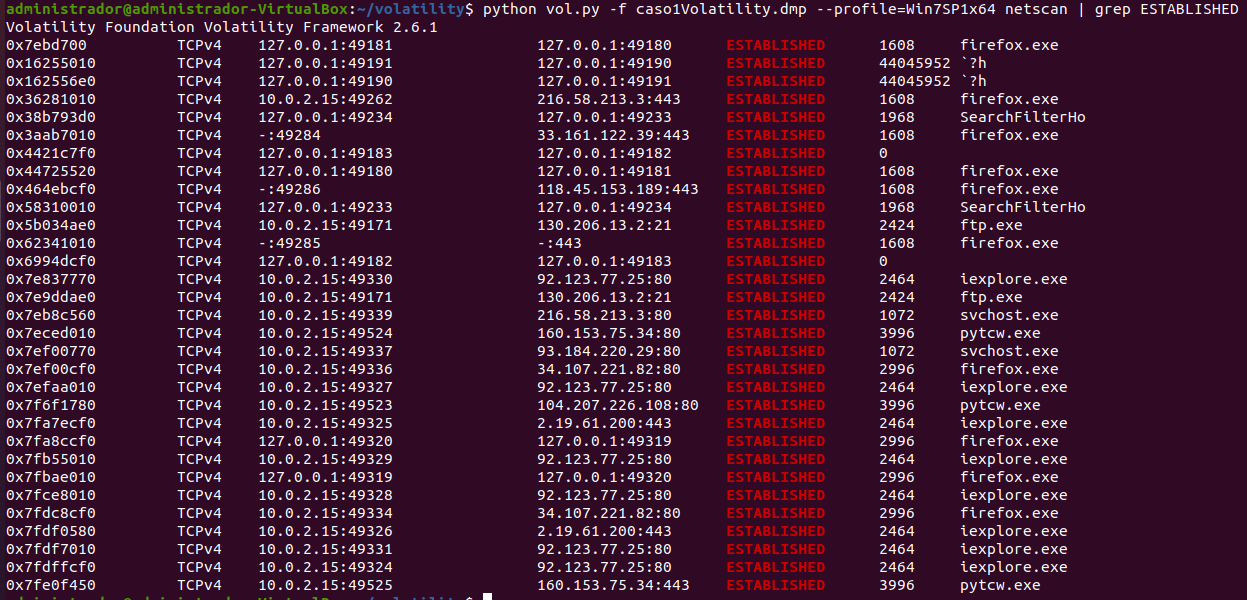 administrador@administrador-VirtualBox:~/volatility$ python vol.py -f caso1Volatility.dmp --profile=Win7SP1x64 netscan | grep ESTABLISHED
Volatility Foundation Volatility Framework 2.6.1
0x7ebd700 TCPv4 127.0.0.1:49181 127.0.0.1:49180 ESTABLISHED 1608 firefox.exe
0x16255010 TCPv4 127.0.0.1:49191 127.0.0.1:49190 ESTABLISHED 44045952 `?h
0x162556e0 TCPv4 127.0.0.1:49190 127.0.0.1:49191 ESTABLISHED 44045952 `?h
0x36281010 TCPv4 10.0.2.15:49262 216.58.213.3:443 ESTABLISHED 1608 firefox.exe
0x38b793d0 TCPv4 127.0.0.1:49234 127.0.0.1:49233 ESTABLISHED 1968 SearchFilterHo
0x3aab7010 TCPv4 -:49284 33.161.122.39:443 ESTABLISHED 1608 firefox.exe
0x4421c7f0 TCPv4 127.0.0.1:49183 127.0.0.1:49182 ESTABLISHED 0
0x44725520 TCPv4 127.0.0.1:49180 127.0.0.1:49181 ESTABLISHED 1608 firefox.exe
0x464ebcf0 TCPv4 -:49286 118.45.153.189:443 ESTABLISHED 1608 firefox.exe
0x58310010 TCPv4 127.0.0.1:49233 127.0.0.1:49234 ESTABLISHED 1968 SearchFilterHo
0x5b034ae0 TCPv4 10.0.2.15:49171 130.206.13.2:21 ESTABLISHED 2424 ftp.exe
0x62341010 TCPv4 -:49285 -:443 ESTABLISHED 1608 firefox.exe
0x6994dcf0 TCPv4 127.0.0.1:49182 127.0.0.1:49183 ESTABLISHED 0
0x7e837770 TCPv4 10.0.2.15:49330 92.123.77.25:80 ESTABLISHED 2464 iexplore.exe
0x7e9ddae0 TCPv4 10.0.2.15:49171 130.206.13.2:21 ESTABLISHED 2424 ftp.exe
0x7eb8c560 TCPv4 10.0.2.15:49339 216.58.213.3:80 ESTABLISHED 1072 svchost.exe
0x7eced010 TCPv4 10.0.2.15:49524 160.153.75.34:80 ESTABLISHED 3996 pytcw.exe
0x7ef00770 TCPv4 10.0.2.15:49337 93.184.220.29:80 ESTABLISHED 1072 svchost.exe
0x7ef00cf0 TCPv4 10.0.2.15:49336 34.107.221.82:80 ESTABLISHED 2996 firefox.exe
0x7efaa010 TCPv4 10.0.2.15:49327 92.123.77.25:80 ESTABLISHED 2464 iexplore.exe
0x7f6f1780 TCPv4 10.0.2.15:49523 104.207.226.108:80 ESTABLISHED 3996 pytcw.exe
0x7fa7ecf0 TCPv4 10.0.2.15:49325 2.19.61.200:443 ESTABLISHED 2464 iexplore.exe
0x7fa8ccf0 TCPv4 127.0.0.1:49320 127.0.0.1:49319 ESTABLISHED 2996 firefox.exe
0x7fb55010 TCPv4 10.0.2.15:49329 92.123.77.25:80 ESTABLISHED 2464 iexplore.exe
0x7fbae010 TCPv4 127.0.0.1:49319 127.0.0.1:49320 ESTABLISHED 2996 firefox.exe
0x7fce8010 TCPv4 10.0.2.15:49328 92.123.77.25:80 ESTABLISHED 2464 iexplore.exe
0x7fdc8cf0 TCPv4 10.0.2.15:49334 34.107.221.82:80 ESTABLISHED 2996 firefox.exe
0x7fdf0580 TCPv4 10.0.2.15:49326 2.19.61.200:443 ESTABLISHED 2464 iexplore.exe
0x7fdf7010 TCPv4 10.0.2.15:49331 92.123.77.25:80 ESTABLISHED 2464 iexplore.exe
0x7fdffcf0 TCPv4 10.0.2.15:49324 92.123.77.25:80 ESTABLISHED 2464 iexplore.exe
0x7fe0f450 TCPv4 10.0.2.15:49525 160.153.75.34:443 ESTABLISHED 3996 pytcw.exe